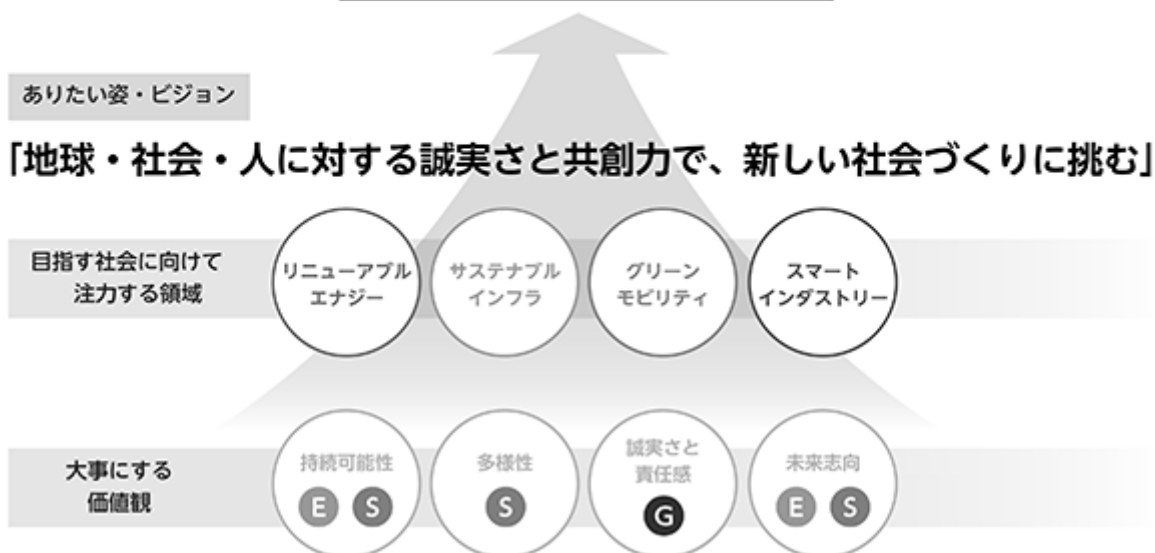 ありたい姿・ビジョン
「地球・社会・人に対する誠実さと共創力で、新しい社会づくりに挑む」
目指す社会に向けて
注力する領域
リニューアブル
エナジー
サステナブル
インフラ
グリーン
モビリティ
スマート
インダストリー
大事にする
価値観
持続可能性
E S
多様性
S
誠実さと
責任感
G
未来志向
E S